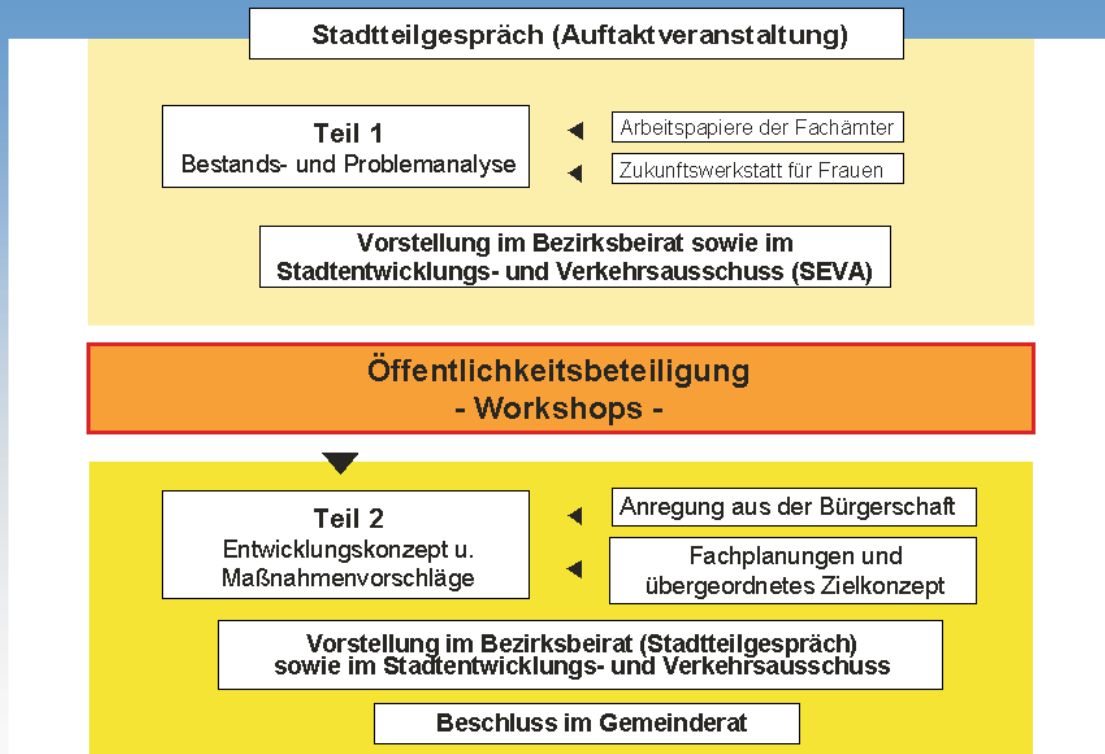 Stadtteilgespräch (Auftaktveranstaltung)
Teil 1
Bestands- und Problemanalyse
Arbeitspapiere der Fachämter
Zukunftswerkstatt für Frauen
Vorstellung im Bezirksbeirat sowie im
Stadtentwicklungs- und Verkehrsausschuss (SEVA)
Öffentlichkeitsbeteiligung
- Workshops -
Teil 2
Entwicklungskonzept u.
Maßnahmenvorschläge
Anregung aus der Bürgerschaft
Fachplanungen und
übergeordnetes Zielkonzept
Vorstellung im Bezirksbeirat (Stadtteilgespräch)
sowie im Stadtentwicklungs- und Verkehrsausschuss
Beschluss im Gemeinderat